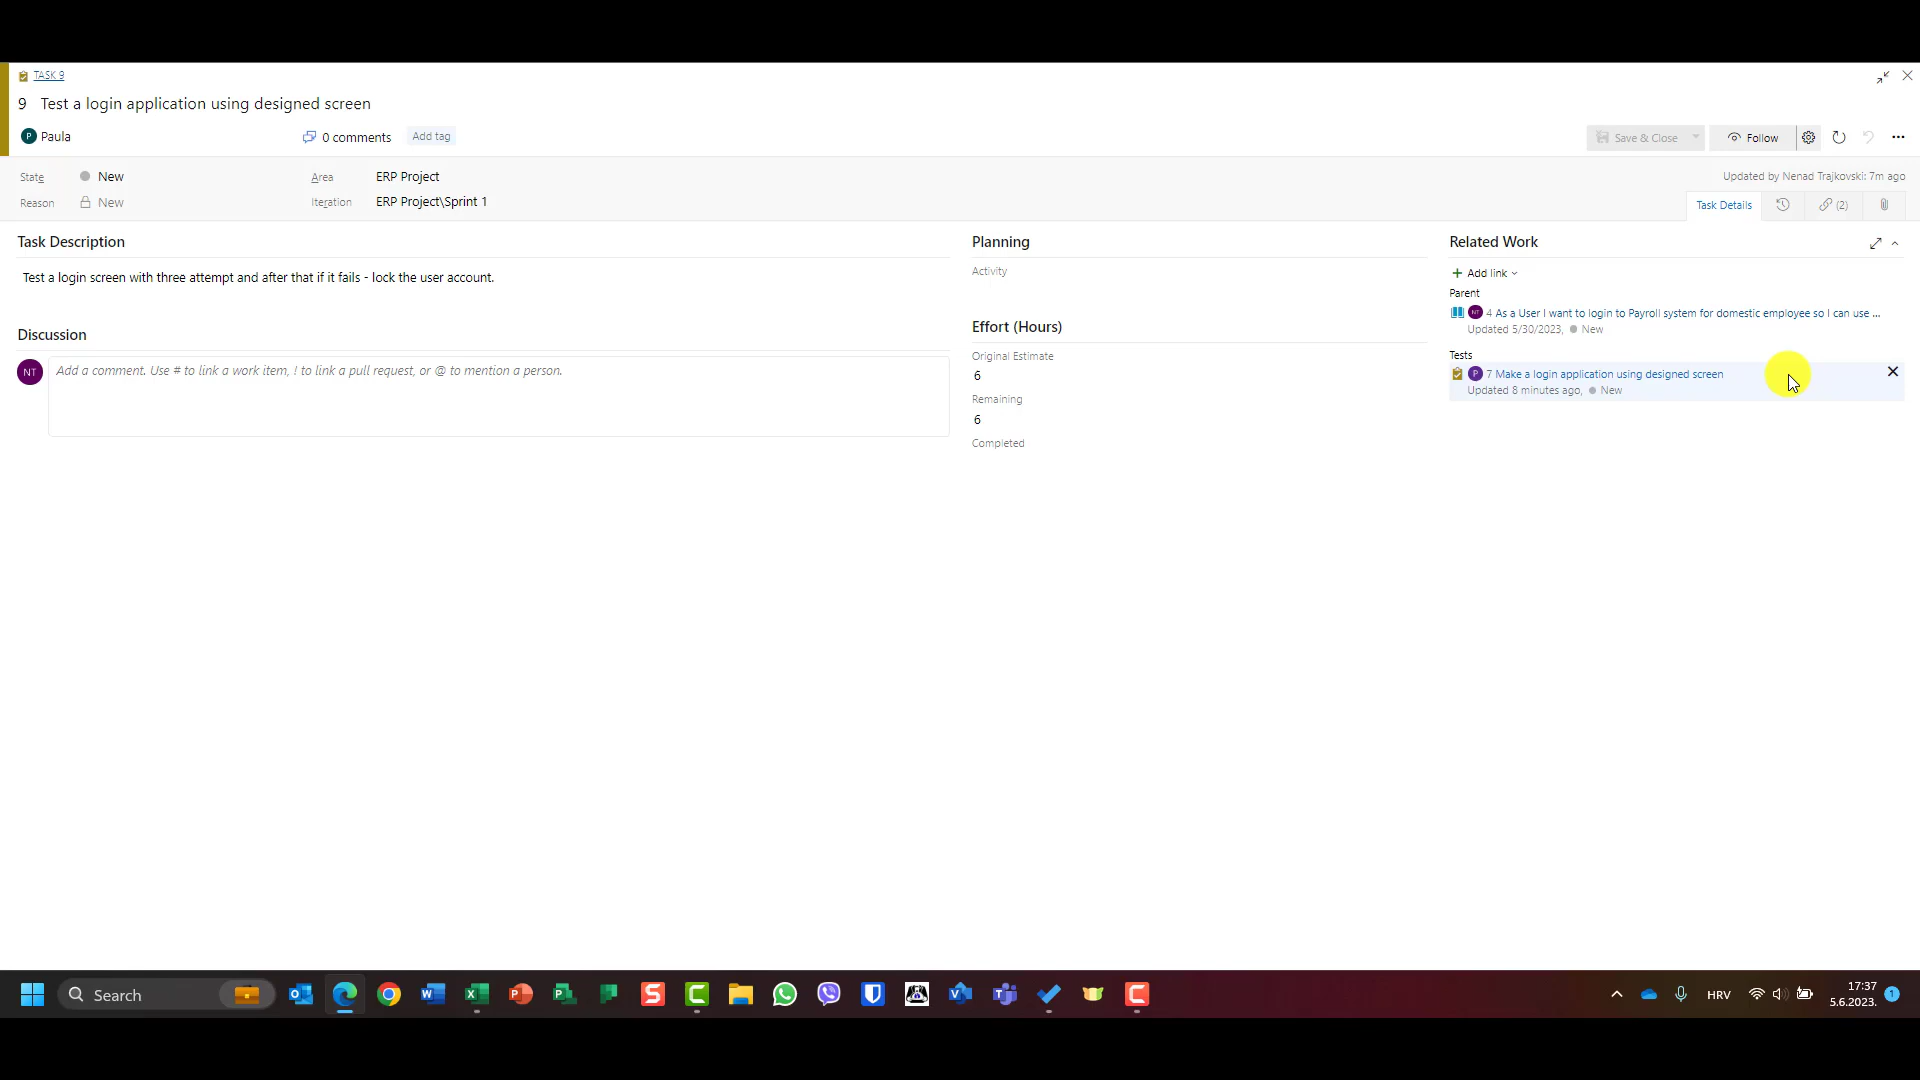 TASK 9
9 Test a login application using designed screen
P Paula 0 comments Add tag
Save & Close Follow
State New Area ERP Project
Updated by Nenad Trajkovski: 7m ago
Reason New Iteration ERP Project\Sprint 1
Task Details (2)
Task Description
Test a login screen with three attempt and after that if it fails - lock the user account.
Discussion
NT Add a comment. Use # to link a work item, ! to link a pull request, or @ to mention a person.
Planning
Activity
Effort (Hours)
Original Estimate
6
Remaining
6
Completed
Related Work
Add link
Parent
NT 4 As a User I want to login to Payroll system for domestic employee so I can use ...
Updated 5/30/2023, New
Tests
P 7 Make a login application using designed screen
Updated 8 minutes ago, New
Search
HRV
17:37
5.6.2023.
1